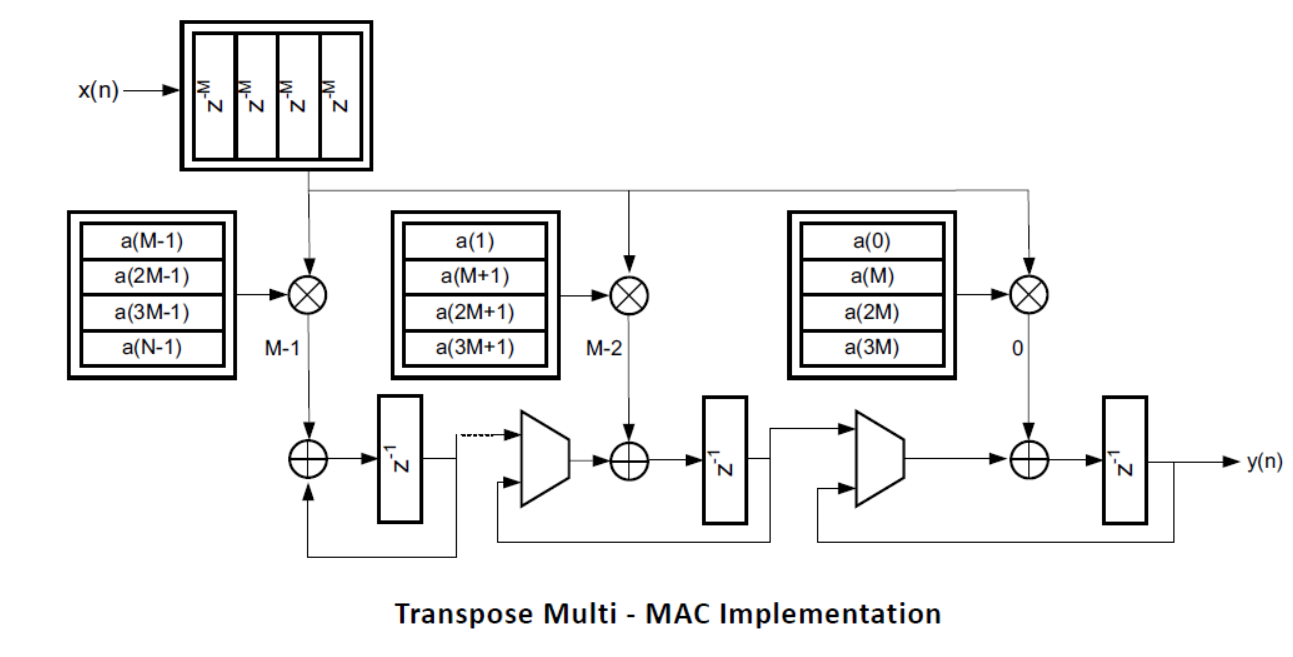 x(n)
z-M z-M z-M z-M
a(M-1)
a(2M-1)
a(3M-1)
a(N-1)
M-1
a(1)
a(M+1)
a(2M+1)
a(3M+1)
M-2
a(0)
a(M)
a(2M)
a(3M)
0
z-1
z-1
z-1
y(n)
Transpose Multi - MAC Implementation